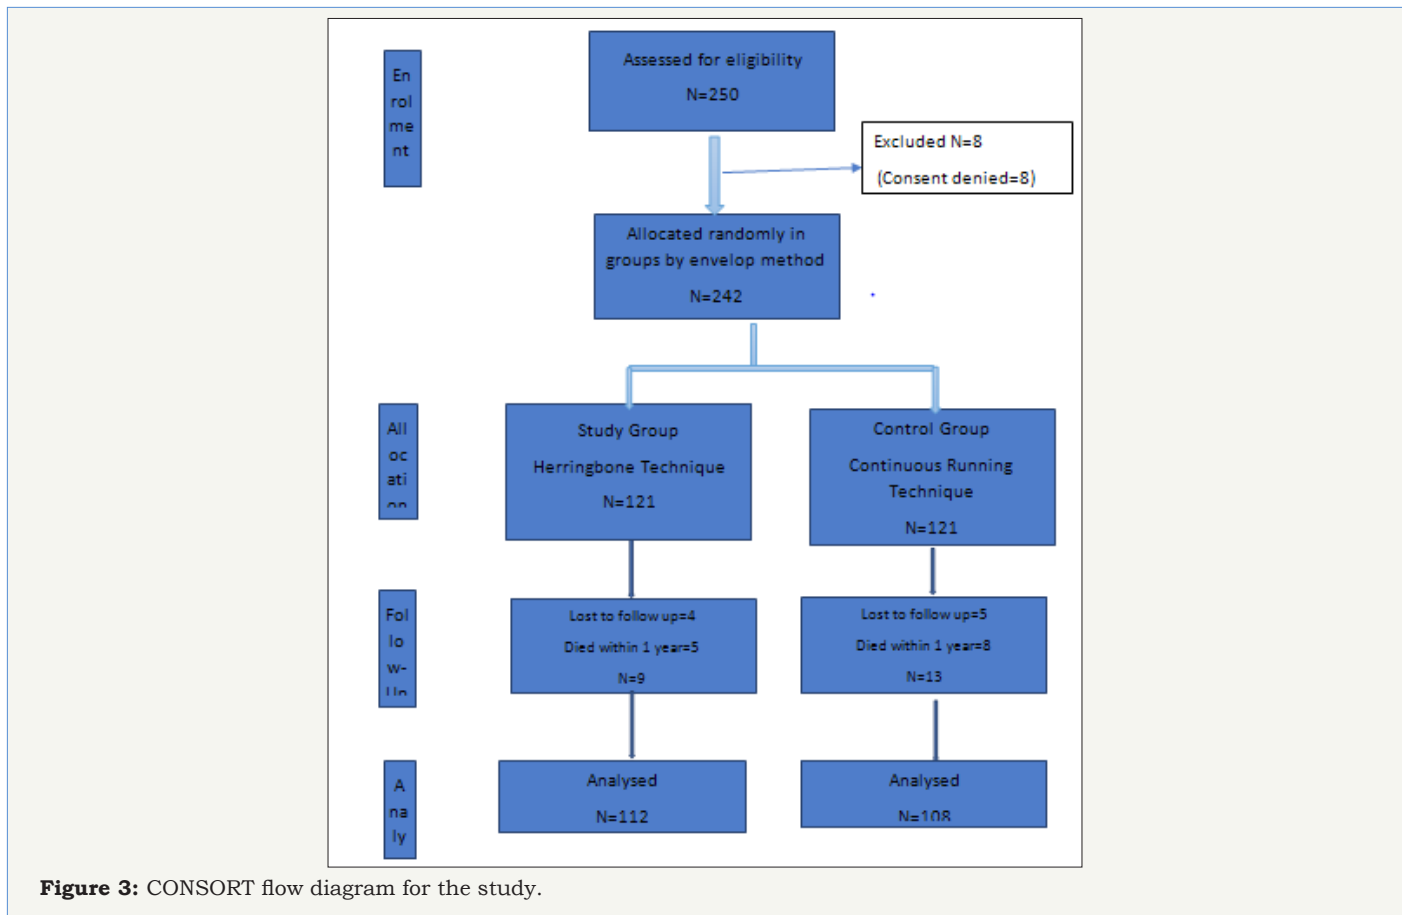 En
rol
me
nt
Assessed for eligibility
N=250
Excluded N=8
(Consent denied=8)
Allocated randomly in
groups by envelop method
N=242
All
oc
ati
on
Study Group
Herringbone Technique
N=121
Control Group
Continuous Running
Technique
N=121
Fol
lo
w-
Up
Lost to follow up=4
Died within 1 year=5
N=9
Lost to follow up=5
Died within 1 year=8
N=13
A
na
ly
Analysed
N=112
Analysed
N=108
Figure 3: CONSORT flow diagram for the study.